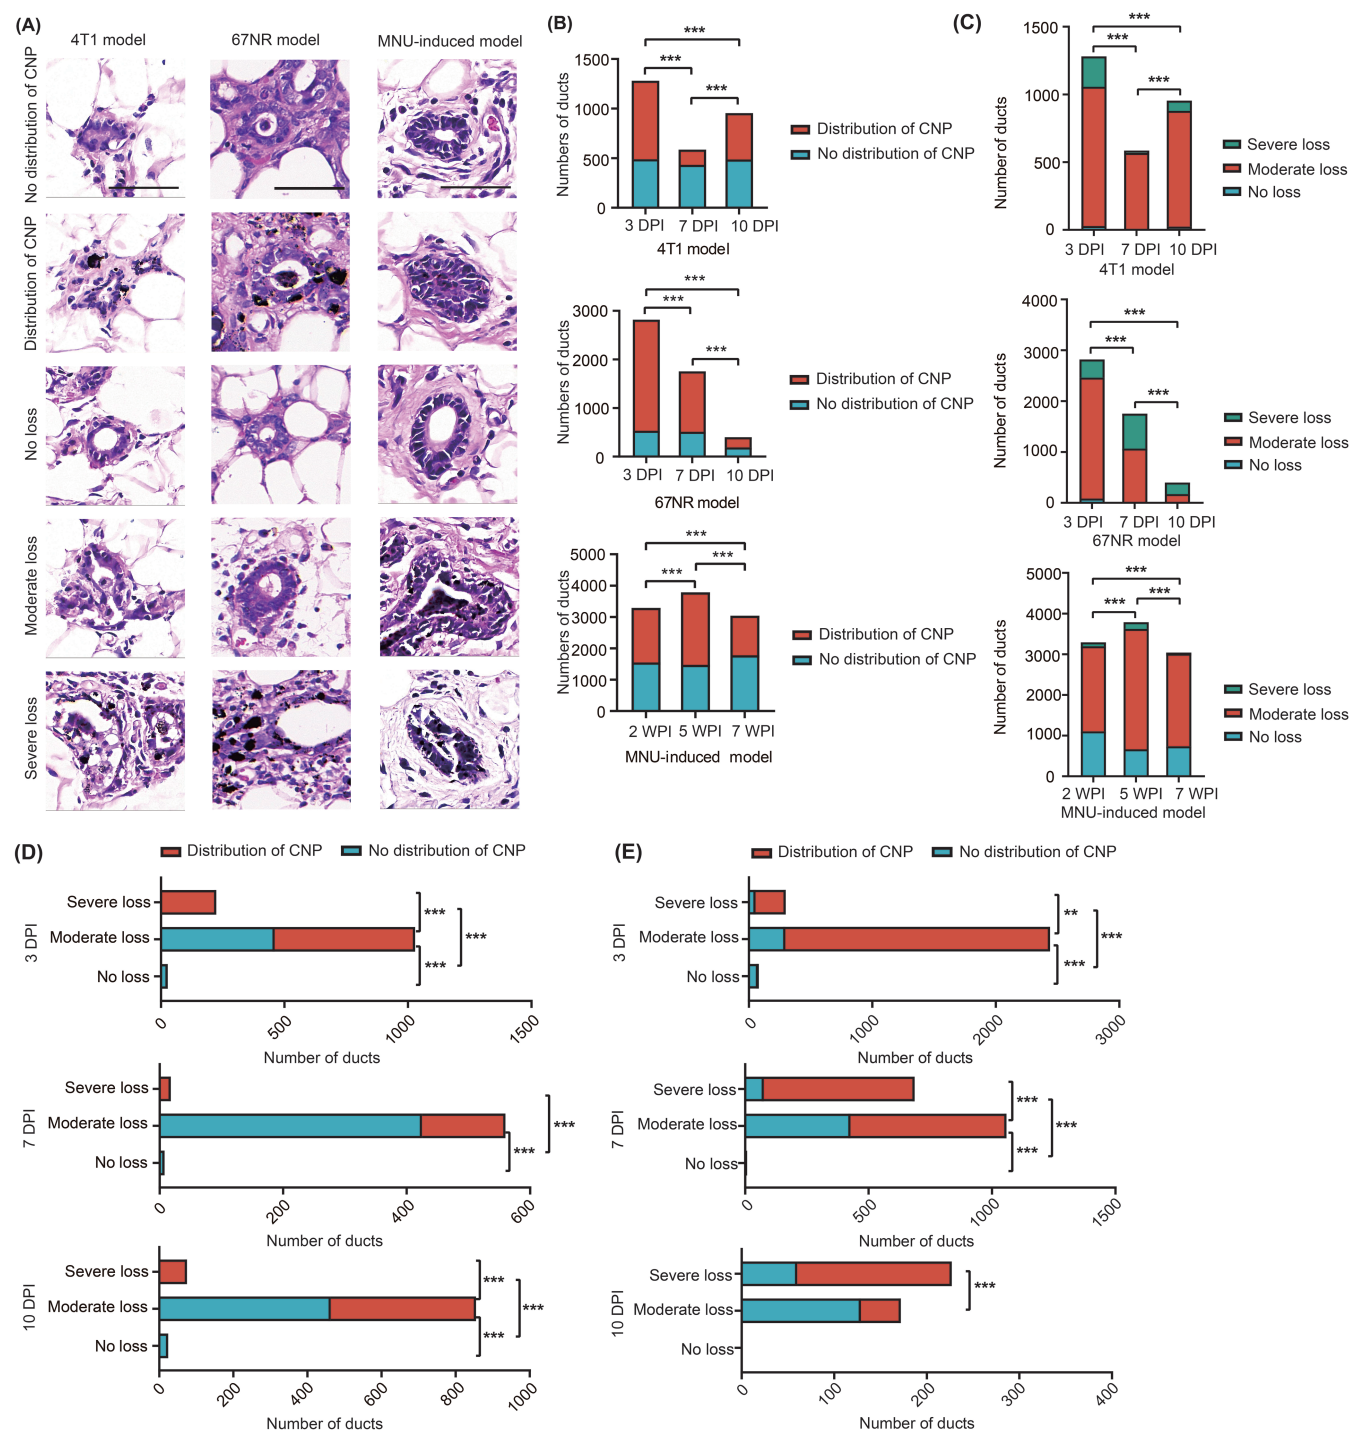 (A)
4T1 model
67NR model
MNU-induced model
No distribution of CNP
Distribution of CNP
No loss
Moderate loss
Severe loss
(B)
Numbers of ducts
1500
1000
500
0
***
***
***
3 DPI
7 DPI
10 DPI
4T1 model
Distribution of CNP
No distribution of CNP
Numbers of ducts
3000
2000
1000
0
***
***
***
3 DPI
7 DPI
10 DPI
67NR model
Distribution of CNP
No distribution of CNP
Numbers of ducts
5000
4000
3000
2000
1000
0
***
***
***
2 WPI
5 WPI
7 WPI
MNU-induced model
Distribution of CNP
No distribution of CNP
(C)
Number of ducts
1500
1000
500
0
***
***
***
3 DPI
7 DPI
10 DPI
4T1 model
Severe loss
Moderate loss
No loss
Number of ducts
4000
3000
2000
1000
0
***
***
***
3 DPI
7 DPI
10 DPI
67NR model
Severe loss
Moderate loss
No loss
Number of ducts
5000
4000
3000
2000
1000
0
***
***
***
2 WPI
5 WPI
7 WPI
MNU-induced model
Severe loss
Moderate loss
No loss
(D)
Distribution of CNP
No distribution of CNP
3 DPI
Severe loss
Moderate loss
No loss
***
***
***
0
500
1000
1500
Number of ducts
7 DPI
Severe loss
Moderate loss
No loss
***
***
0
200
400
600
Number of ducts
10 DPI
Severe loss
Moderate loss
No loss
***
***
***
0
200
400
600
800
1000
Number of ducts
(E)
Distribution of CNP
No distribution of CNP
3 DPI
Severe loss
Moderate loss
No loss
**
***
***
0
1000
2000
3000
Number of ducts
7 DPI
Severe loss
Moderate loss
No loss
***
***
***
0
500
1000
1500
Number of ducts
10 DPI
Severe loss
Moderate loss
No loss
***
0
100
200
300
400
Number of ducts